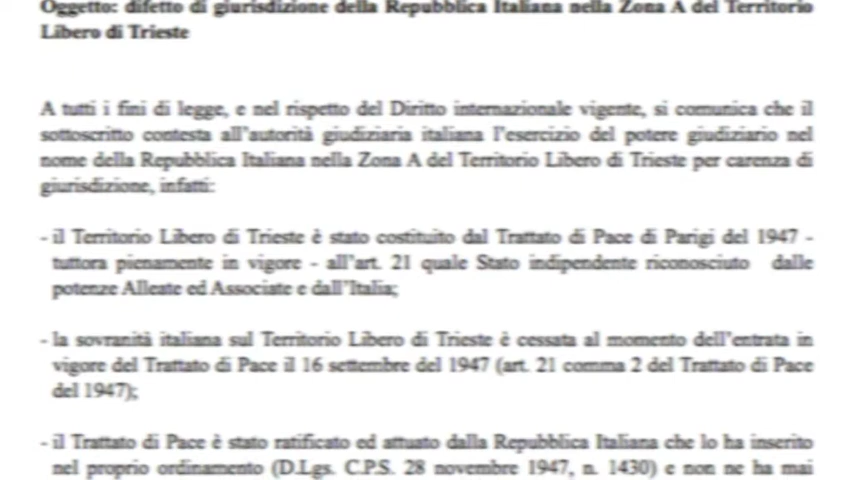 Oggetto: difetto di giurisdizione della Repubblica Italiana nella Zona A del Territorio
Libero di Trieste
A tutti i fini di legge, e nel rispetto del Diritto internazionale vigente, si comunica che il
sottoscritto contesta all'autorità giudiziaria italiana l'esercizio del potere giudiziario nel
nome della Repubblica Italiana nella Zona A del Territorio Libero di Trieste per carenza di
giurisdizione, infatti:
- il Territorio Libero di Trieste è stato costituito dal Trattato di Pace di Parigi del 1947 -
tuttora pienamente in vigore - all'art. 21 quale Stato indipendente riconosciuto dalle
potenze Alleate ed Associate e dall'Italia;
- la sovranità italiana sul Territorio Libero di Trieste è cessata al momento dell'entrata in
vigore del Trattato di Pace il 16 settembre del 1947 (art. 21 comma 2 del Trattato di Pace
del 1947);
- il Trattato di Pace è stato ratificato ed attuato dalla Repubblica Italiana che lo ha inserito
nel proprio ordinamento (D.Lgs. C.P.S. 28 novembre 1947, n. 1430) e non ne ha mai